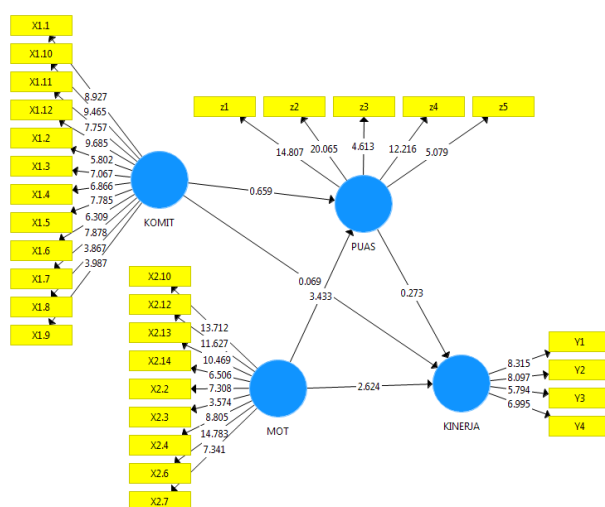 X1.1
X1.10
X1.11
X1.12
X1.2
X1.3
X1.4
X1.5
X1.6
X1.7
X1.8
X1.9
8.927
9.465
7.757
9.685
5.802
7.067
6.866
7.785
6.309
7.878
3.867
3.987
KOMIT
z1
z2
z3
z4
z5
14.807
20.065
4.613
12.216
5.079
PUAS
0.659
0.069
3.433
0.273
2.624
X2.10
X2.12
X2.13
X2.14
X2.2
X2.3
X2.4
X2.6
X2.7
13.712
11.627
10.469
6.506
7.308
3.574
8.805
14.783
7.341
MOT
KINERJA
8.315
8.097
5.794
6.995
Y1
Y2
Y3
Y4